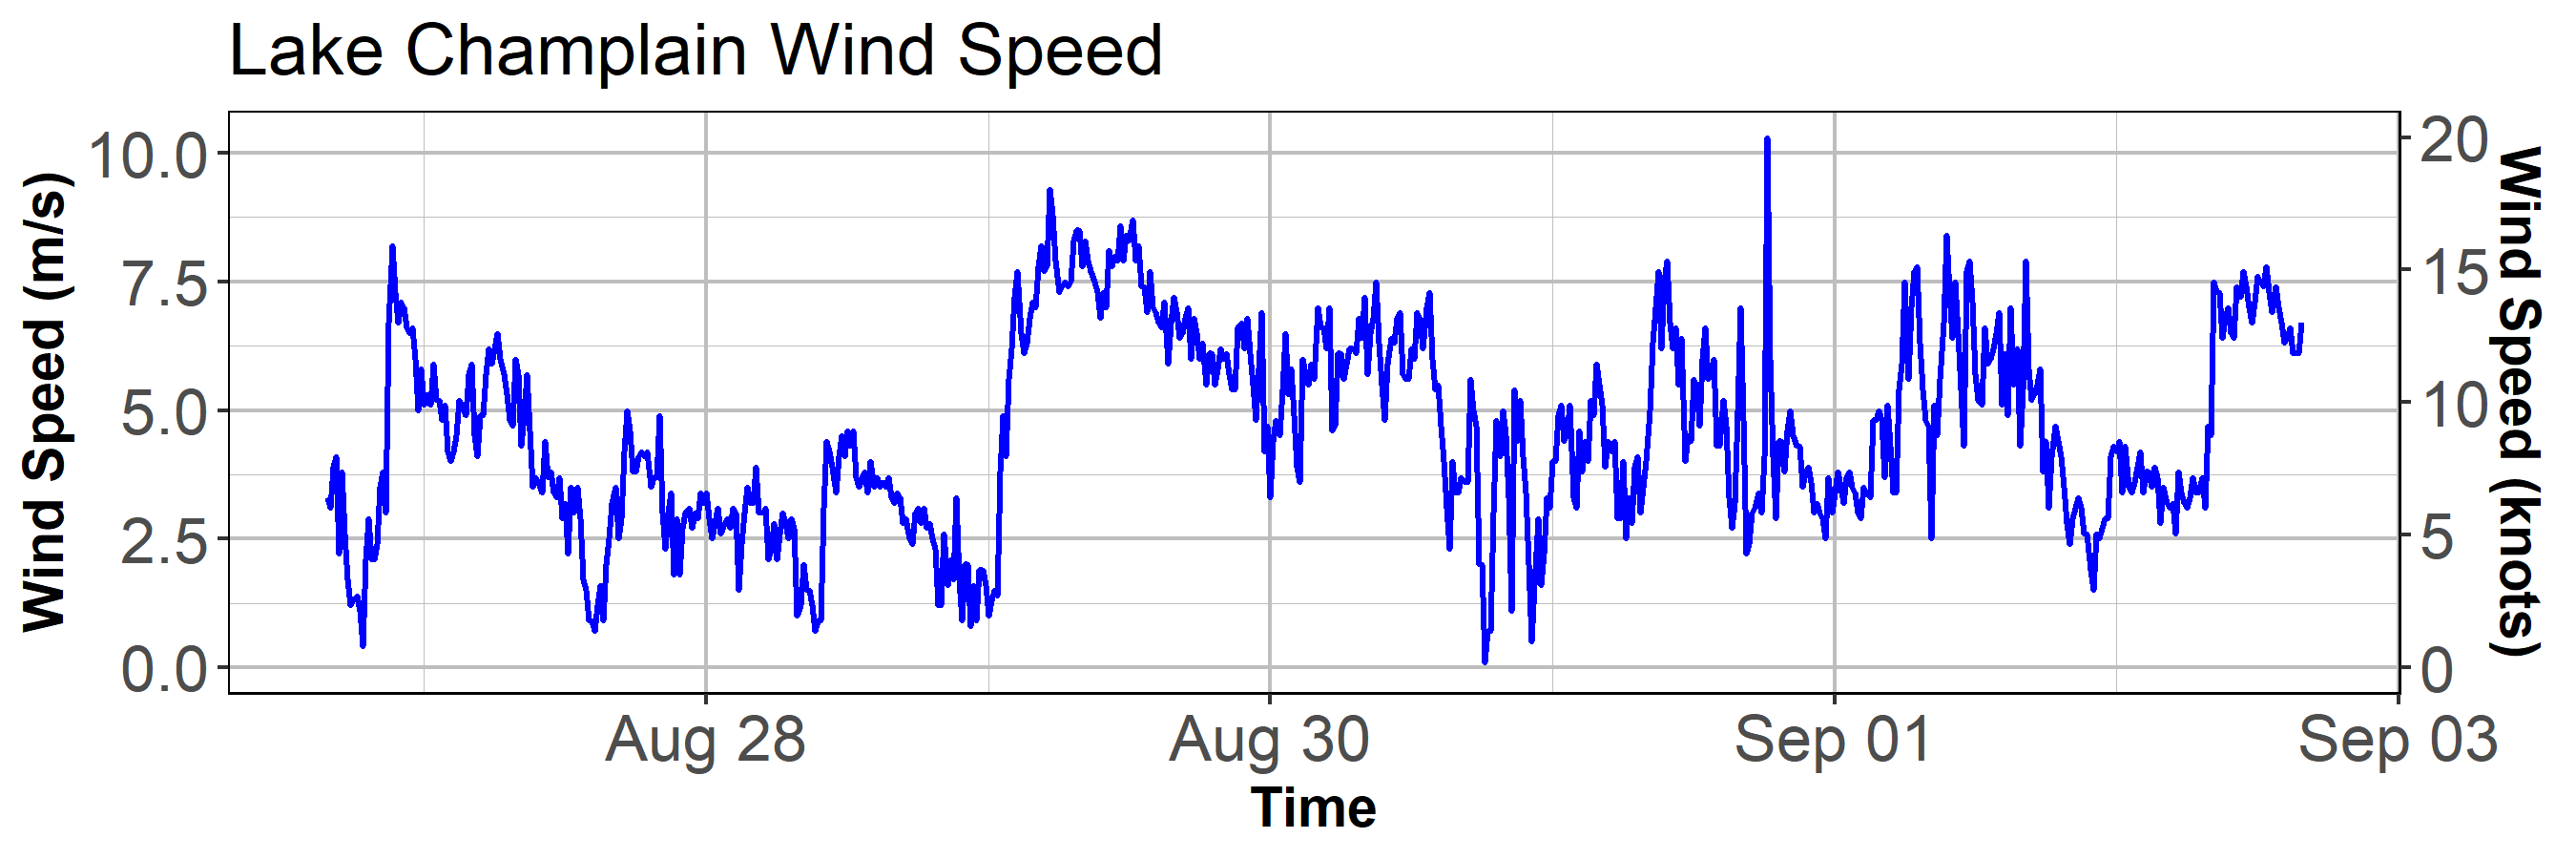 Lake Champlain Wind Speed
Wind Speed (m/s)
10.0
7.5
5.0
2.5
0.0
20
15
10
5
0
Wind Speed (knots)
Aug 28 Aug 30 Sep 01 Sep 03
Time